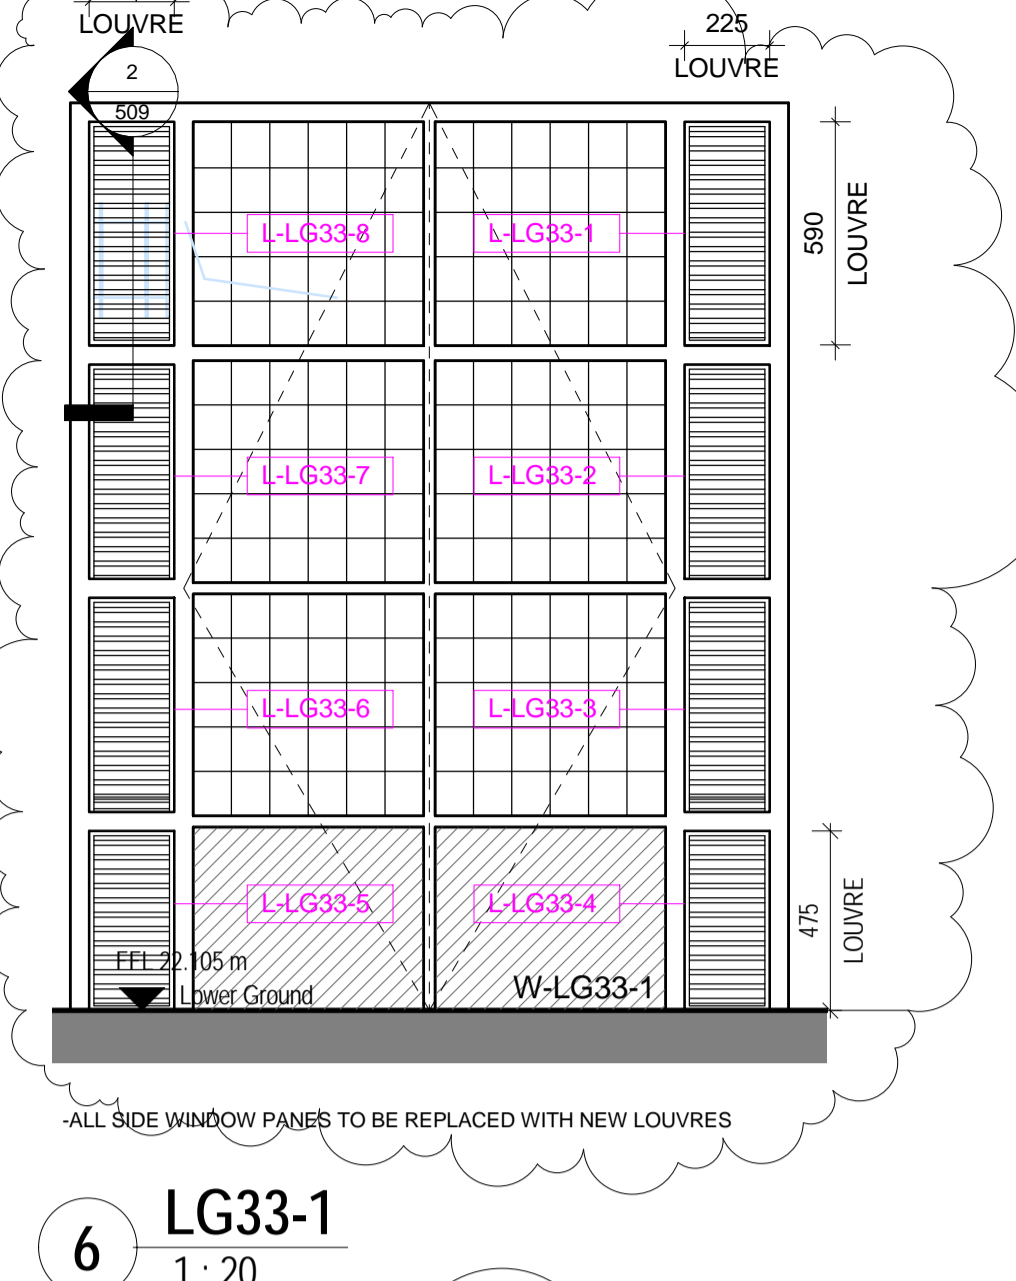 LOUVRE
225
LOUVRE
2
509
590
LOUVRE
L-LG33-8
L-LG33-1
L-LG33-7
L-LG33-2
L-LG33-6
L-LG33-3
L-LG33-5
L-LG33-4
475
LOUVRE
FFL 22.105 m
Lower Ground
W-LG33-1
-ALL SIDE WINDOW PANES TO BE REPLACED WITH NEW LOUVRES
6
LG33-1
1 : 20